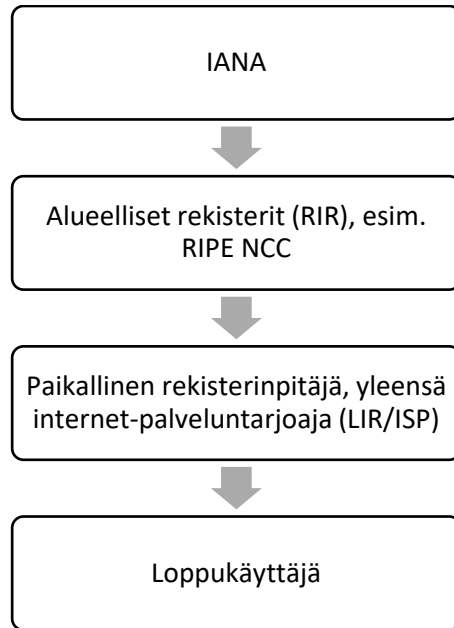 IANA
Alueelliset rekisterit (RIR), esim.
RIPE NCC
Paikallinen rekisterinpitäjä, yleensä
internet-palveluntarjoaja (LIR/ISP)
Loppukäyttäjä